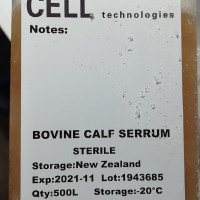 CELL
technologies
Notes:
BOVINE CALF SERRUM
STERILE
Storage:New Zealand
Exp:2021-11 Lot:1943685
Qty:500L Storage:-20°C